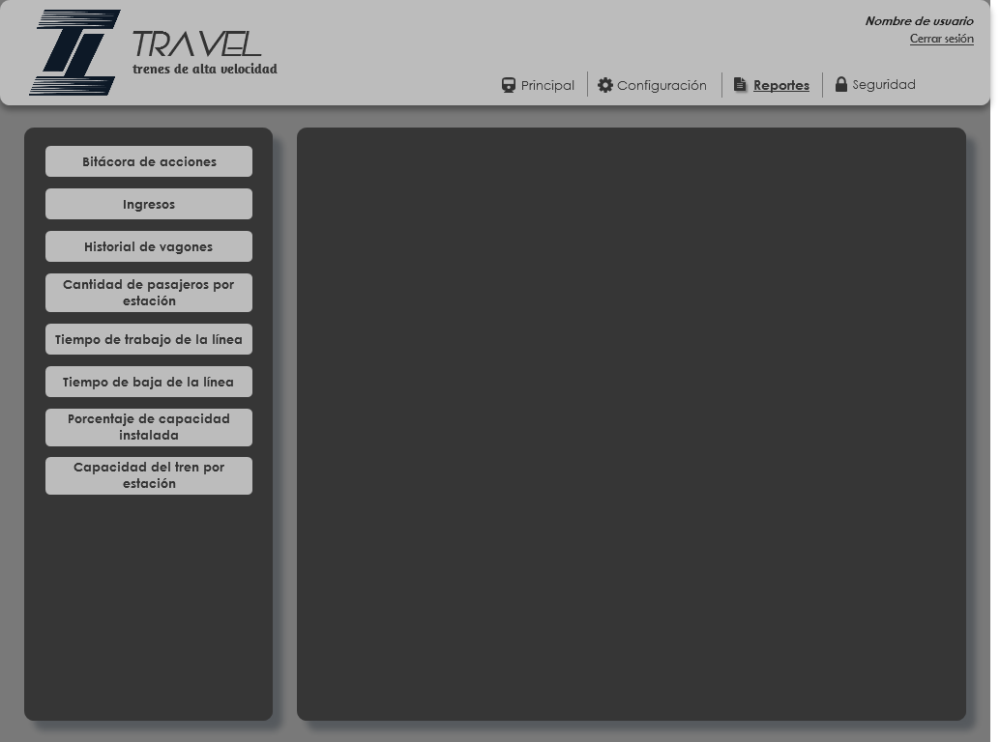 TRAVEL
trenes de alta velocidad
Nombre de usuario
Cerrar sesión
Principal
Configuración
Reportes
Seguridad
Bitácora de acciones
Ingresos
Historial de vagones
Cantidad de pasajeros por
estación
Tiempo de trabajo de la línea
Tiempo de baja de la línea
Porcentaje de capacidad
instalada
Capacidad del tren por
estación